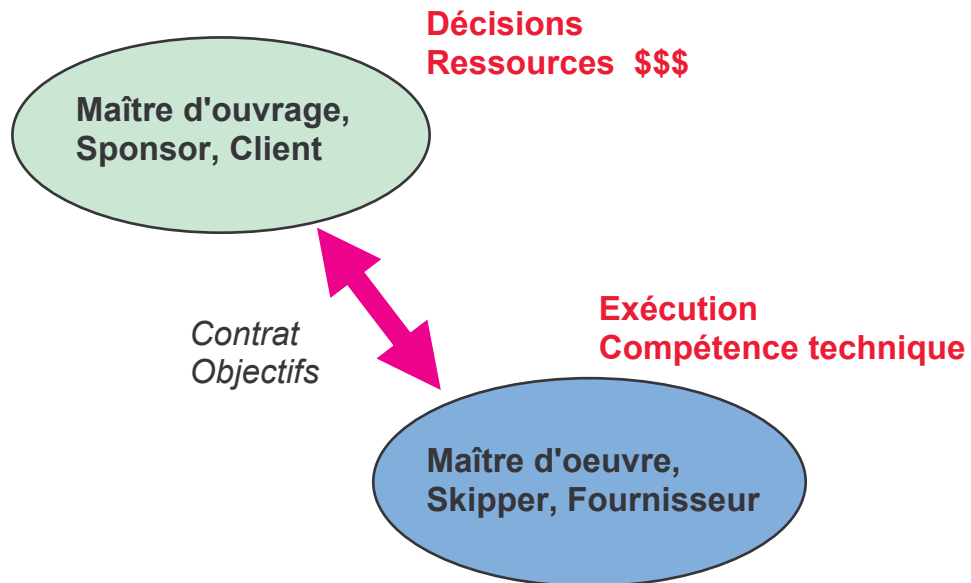 Décisions
Ressources $$$
Maître d'ouvrage,
Sponsor, Client
Contrat
Objectifs
Exécution
Compétence technique
Maître d'oeuvre,
Skipper, Fournisseur